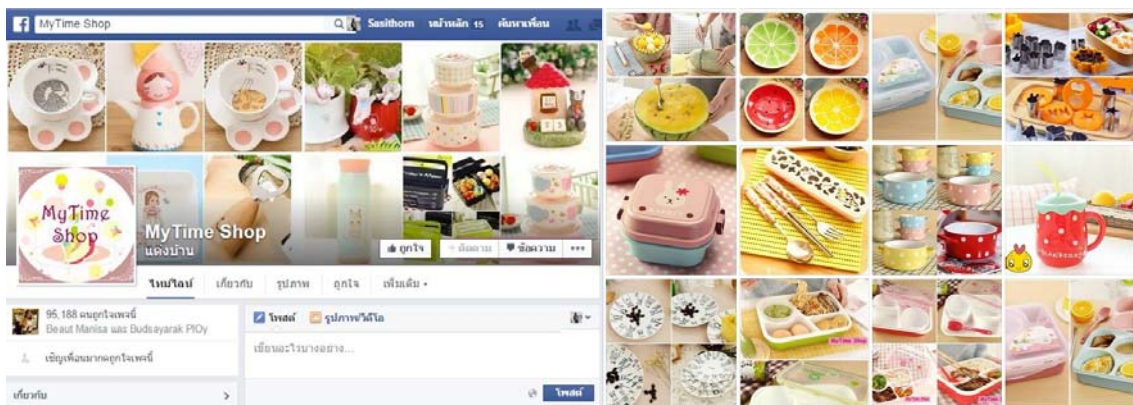 MyTime Shop
Sasithorn หน้าหลัก 15 ค้นหาเพื่อน
MyTime
Shop
MyTime Shop
แต่งบ้าน
ถูกใจ
ติดตาม
ข้อความ
ไทม์ไลน์ เกี่ยวกับ รูปภาพ ถูกใจ เพิ่มเติม
95,188 คนถูกใจเพจนี้
Beaut Manisa และ Budsayarak PlOy
เชิญเพื่อนมากดถูกใจเพจนี้
เกี่ยวกับ
โพสต์ รูปภาพ/วิดีโอ
เขียนอะไรบางอย่าง...
โพสต์
MyTime Shop